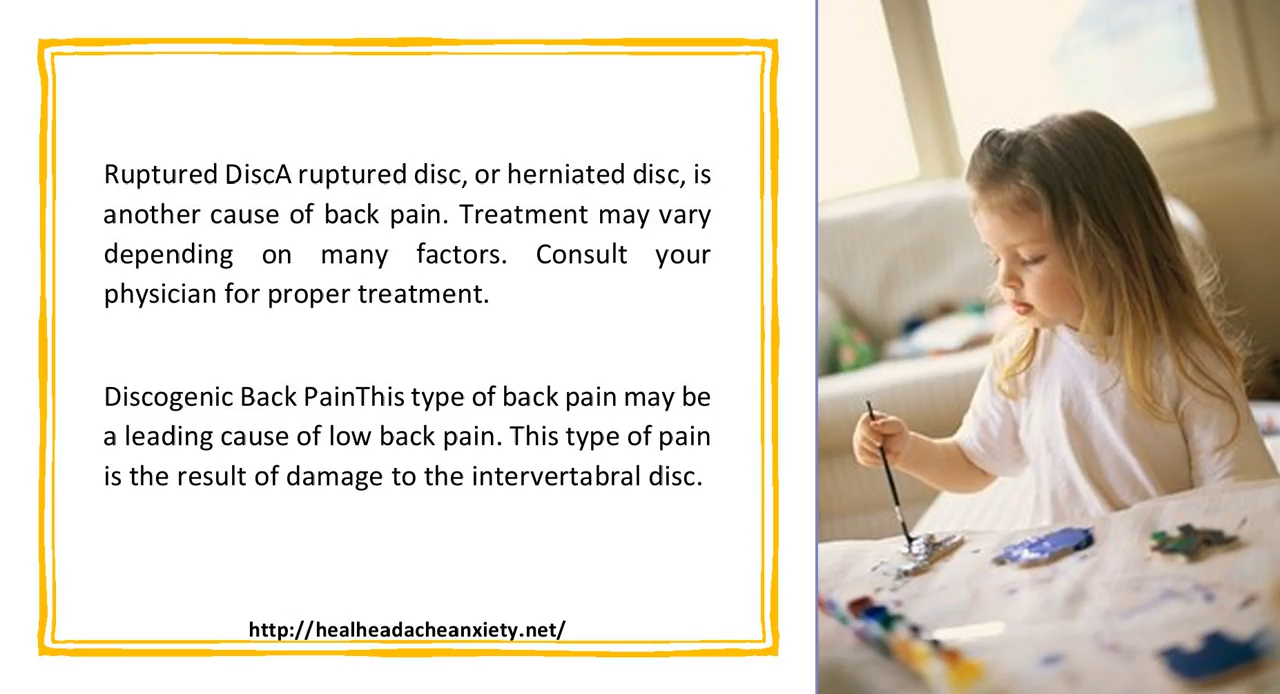 Ruptured DiscA ruptured disc, or herniated disc, is
another cause of back pain. Treatment may vary
depending on many factors. Consult your
physician for proper treatment.
Discogenic Back PainThis type of back pain may be
a leading cause of low back pain. This type of pain
is the result of damage to the intervertabral disc.
http://healheadacheanxiety.net/